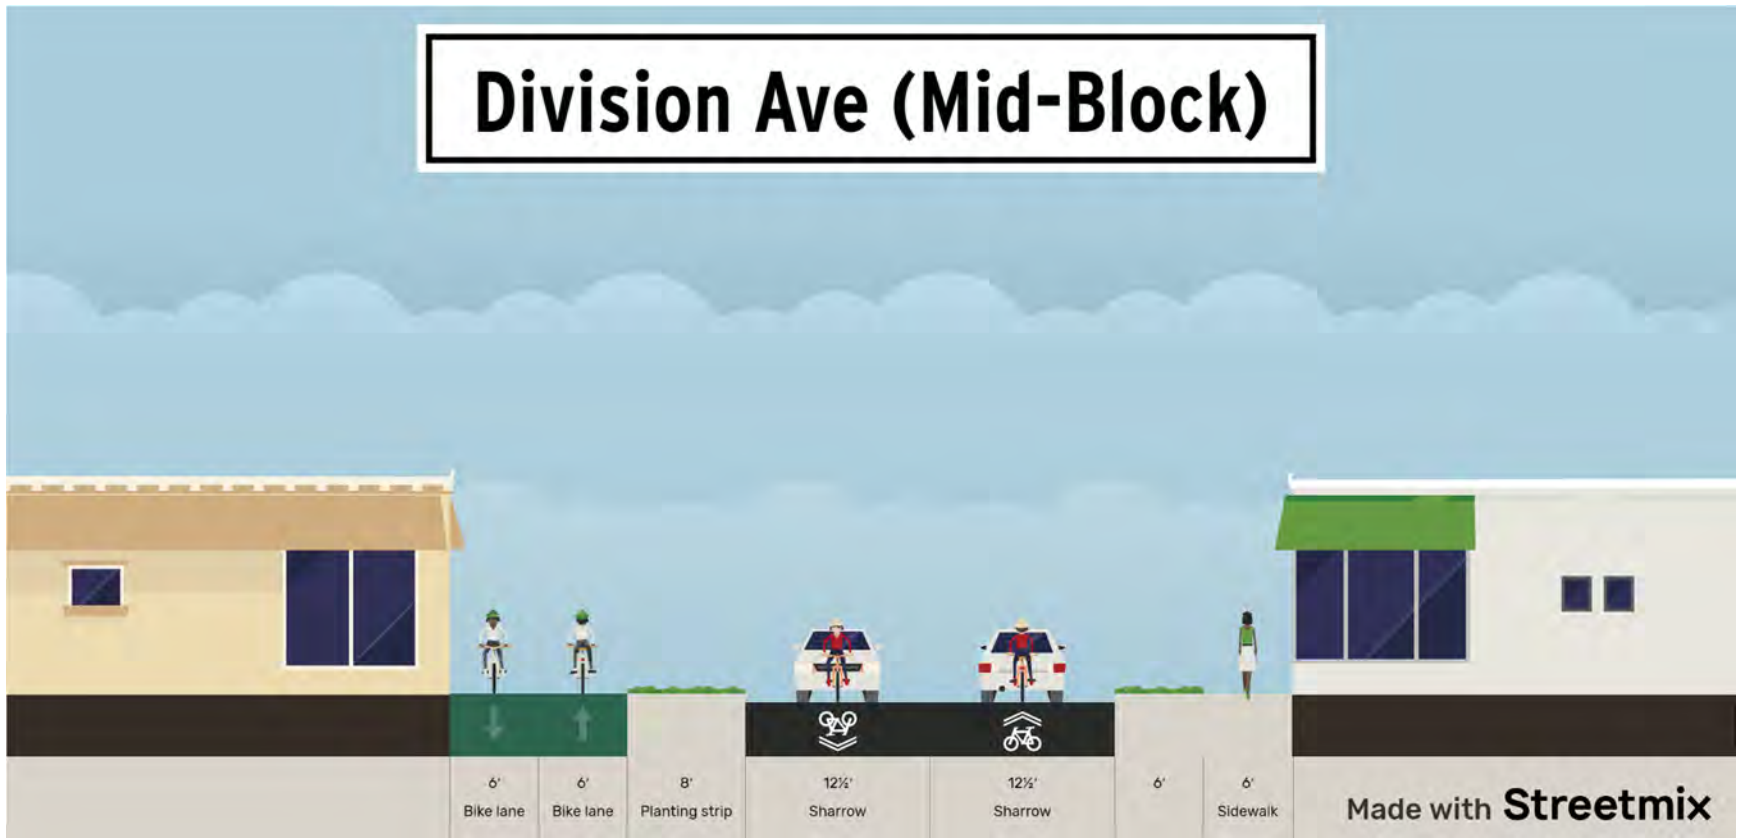 Division Ave (Mid-Block)
6' 6' 8' 12½' 12½' 6' 6'
Bike lane Bike lane Planting strip Sharrow Sharrow Sidewalk
Made with Streetmix